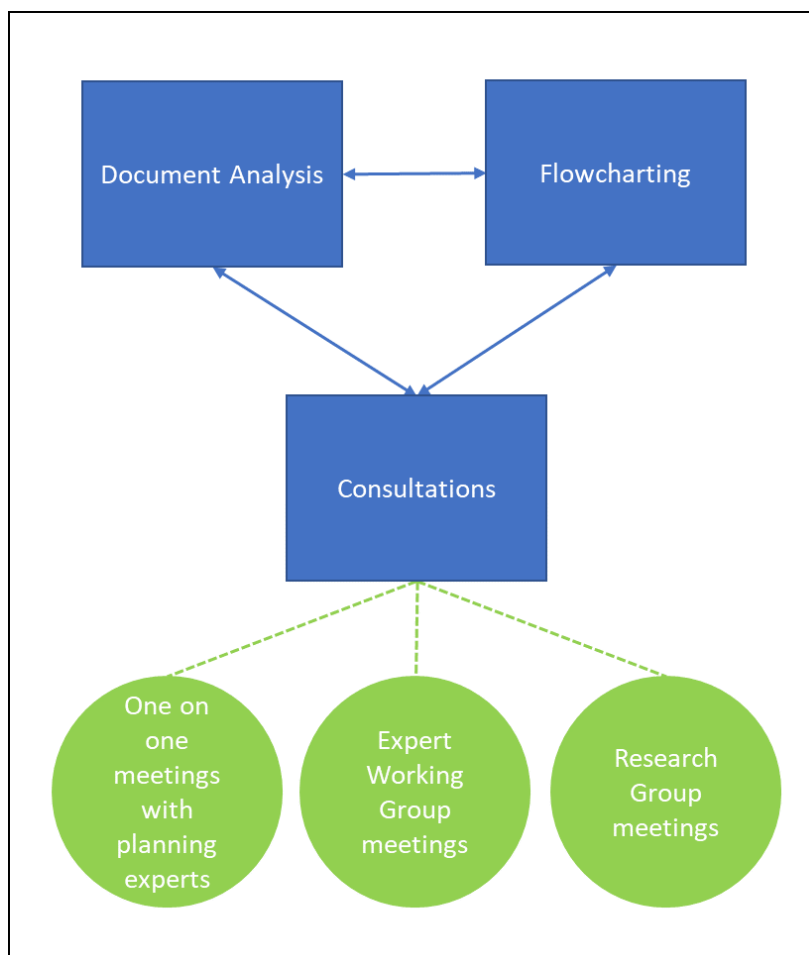 Document Analysis
Flowcharting
Consultations
One on
one
meetings
with
planning
experts
Expert
Working
Group
meetings
Research
Group
meetings